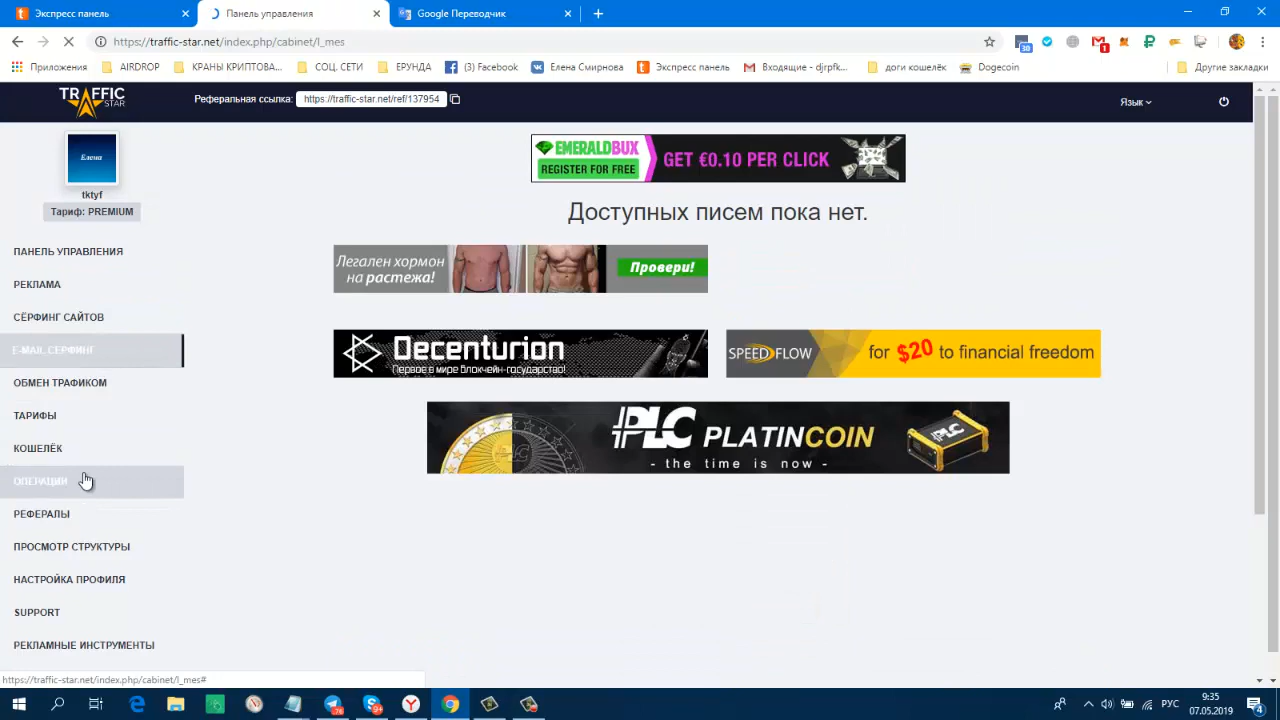 Экспресс панель
Панель управления
Google Переводчик
https://traffic-star.net/index.php/cabinet/l_mes
30
1
Приложения
AIRDROP
КРАНЫ КРИПТОВА...
СОЦ. СЕТИ
ЕРУНДА
(3) Facebook
Елена Смирнова
Экспресс панель
Входящие - djrpfk...
доги кошелёк
Dogecoin
Другие закладки
TRAFFIC
STAR
Реферальная ссылка:
https://traffic-star.net/ref/137954
Язык
Елена
tktyf
Тариф: PREMIUM
ПАНЕЛЬ УПРАВЛЕНИЯ
РЕКЛАМА
СЁРФИНГ САЙТОВ
E-MAIL СЕРФИНГ
ОБМЕН ТРАФИКОМ
ТАРИФЫ
КОШЕЛЁК
ОПЕРАЦИИ
РЕФЕРАЛЫ
ПРОСМОТР СТРУКТУРЫ
НАСТРОЙКА ПРОФИЛЯ
SUPPORT
РЕКЛАМНЫЕ ИНСТРУМЕНТЫ
EMERALDBUX
REGISTER FOR FREE
GET €0.10 PER CLICK
Доступных писем пока нет.
Легален хормон
на растежа!
Провери!
Decenturion
Первое в мире блокчейн-государство!
SPEED FLOW
for $20 to financial freedom
PLC PLATINCOIN
- the time is now -
https://traffic-star.net/index.php/cabinet/l_mes#
РУС
9:35
07.05.2019
4